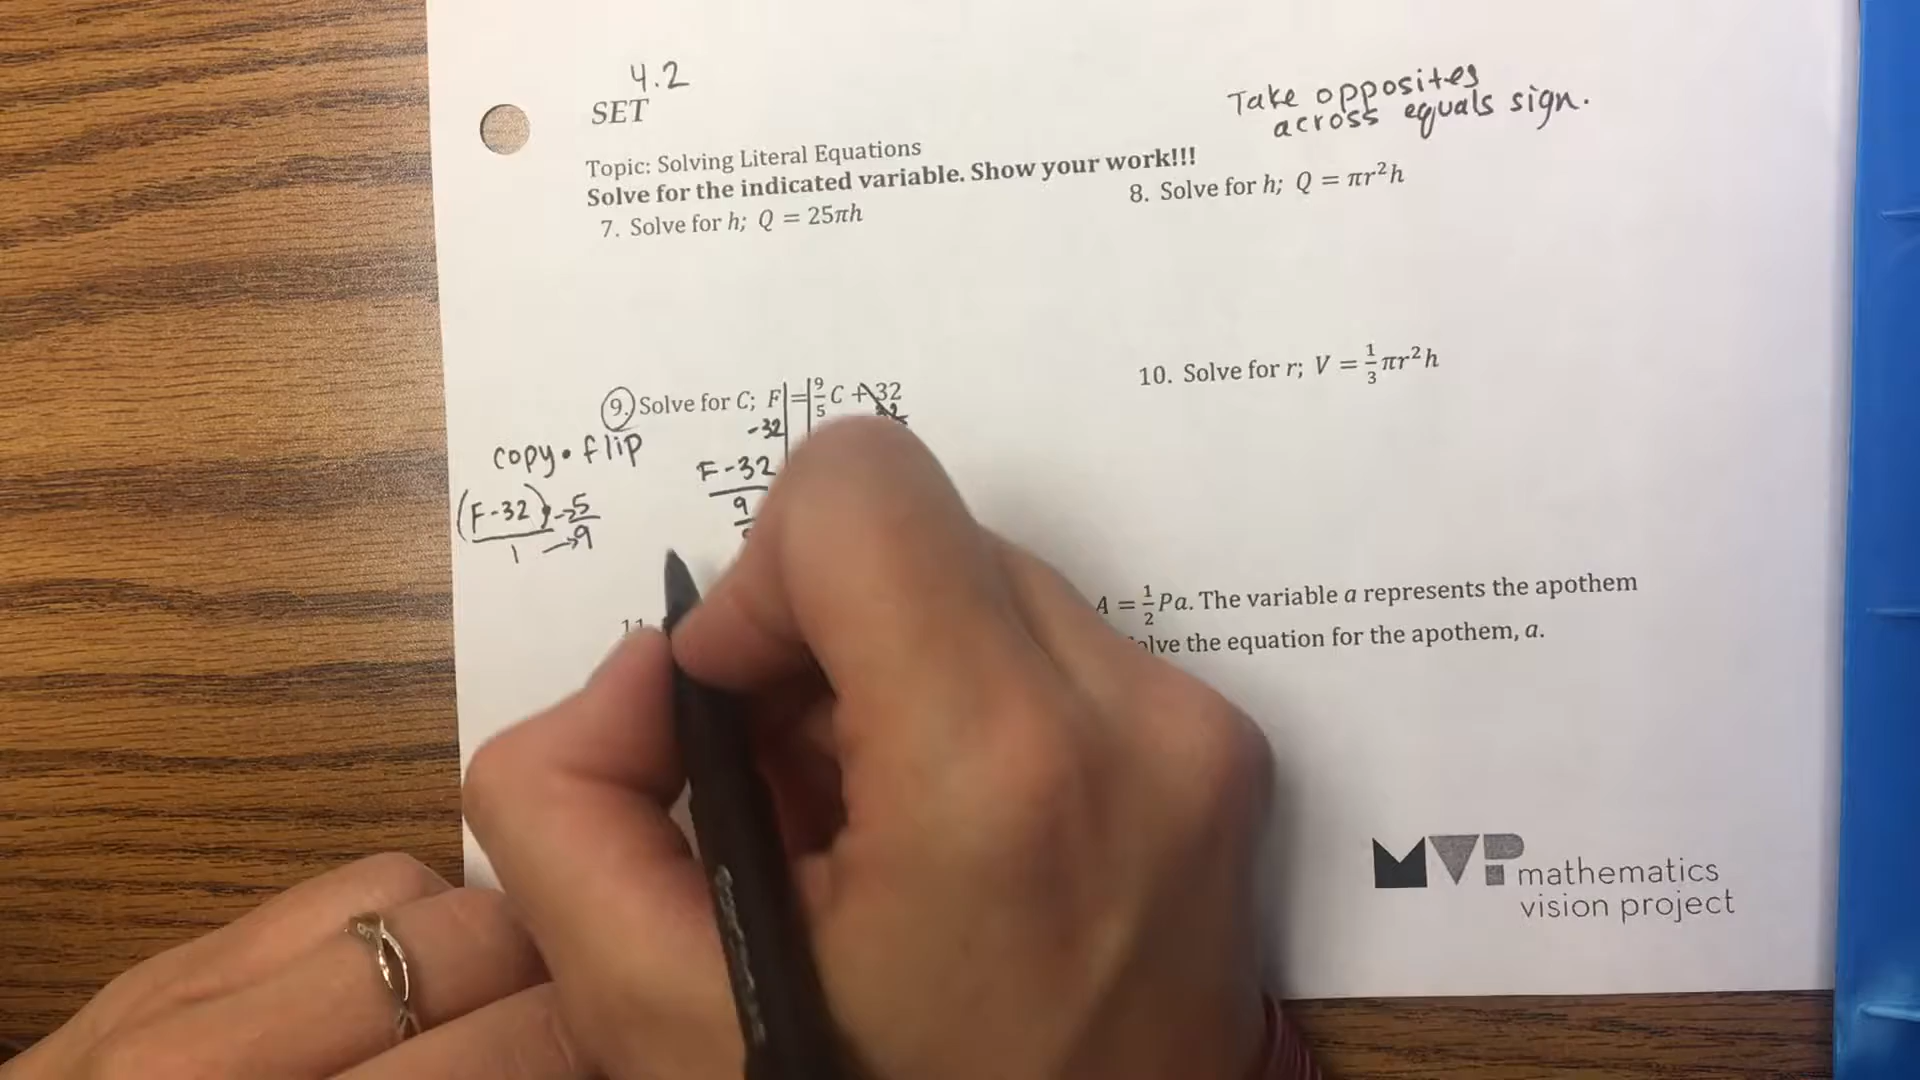 4.2
SET
Take opposites
across equals sign.
Topic: Solving Literal Equations
Solve for the indicated variable. Show your work!!!
7. Solve for h; Q = 25πh
8. Solve for h; Q = πr²h
9. Solve for C; F = 9/5 C + 32
-32
copy • flip
F-32
9
(F-32) → 5
1 → 9
10. Solve for r; V = 1/3 πr²h
11
A = 1/2 Pa. The variable a represents the apothem
the equation for the apothem, a.
MVP mathematics
vision project